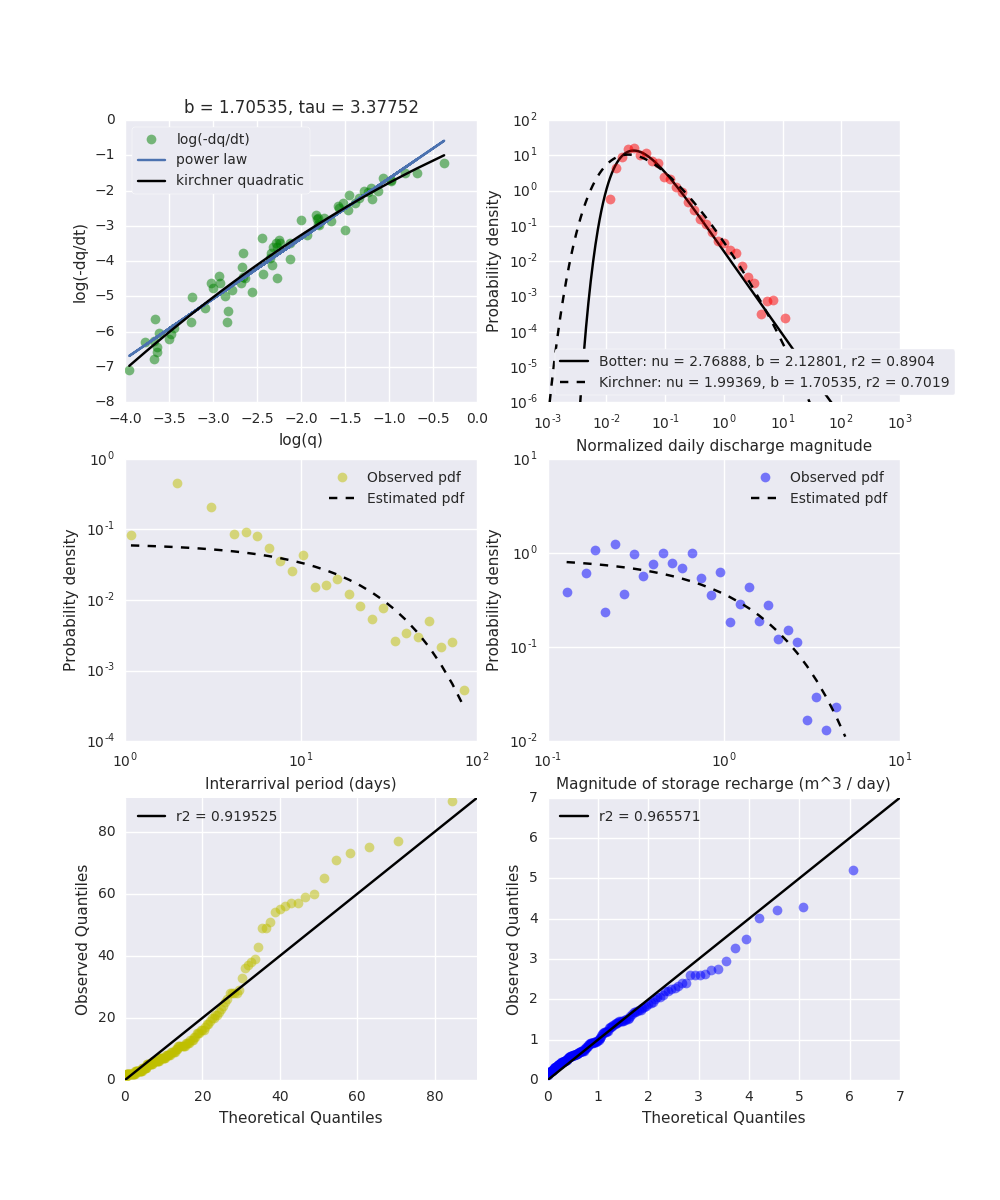 b = 1.70535, tau = 3.37752
log(-dq/dt)
power law
kirchner quadratic
0
−1
−2
−3
−4
−5
−6
−7
−8
log(-dq/dt)
−4.0 −3.5 −3.0 −2.5 −2.0 −1.5 −1.0 −0.5 0.0
log(q)
10^2
10^1
10^0
10^-1
10^-2
10^-3
10^-4
10^-5
10^-6
Probability density
Botter: nu = 2.76888, b = 2.12801, r2 = 0.8904
Kirchner: nu = 1.99369, b = 1.70535, r2 = 0.7019
10^-3 10^-2 10^-1 10^0 10^1 10^2 10^3
Normalized daily discharge magnitude
Observed pdf
Estimated pdf
10^0
10^-1
10^-2
10^-3
10^-4
Probability density
10^0 10^1 10^2
Interarrival period (days)
Observed pdf
Estimated pdf
10^1
10^0
10^-1
10^-2
Probability density
10^-1 10^0 10^1
Magnitude of storage recharge (m^3 / day)
r2 = 0.919525
80
60
40
20
0
Observed Quantiles
0 20 40 60 80
Theoretical Quantiles
r2 = 0.965571
7
6
5
4
3
2
1
0
Observed Quantiles
0 1 2 3 4 5 6 7
Theoretical Quantiles